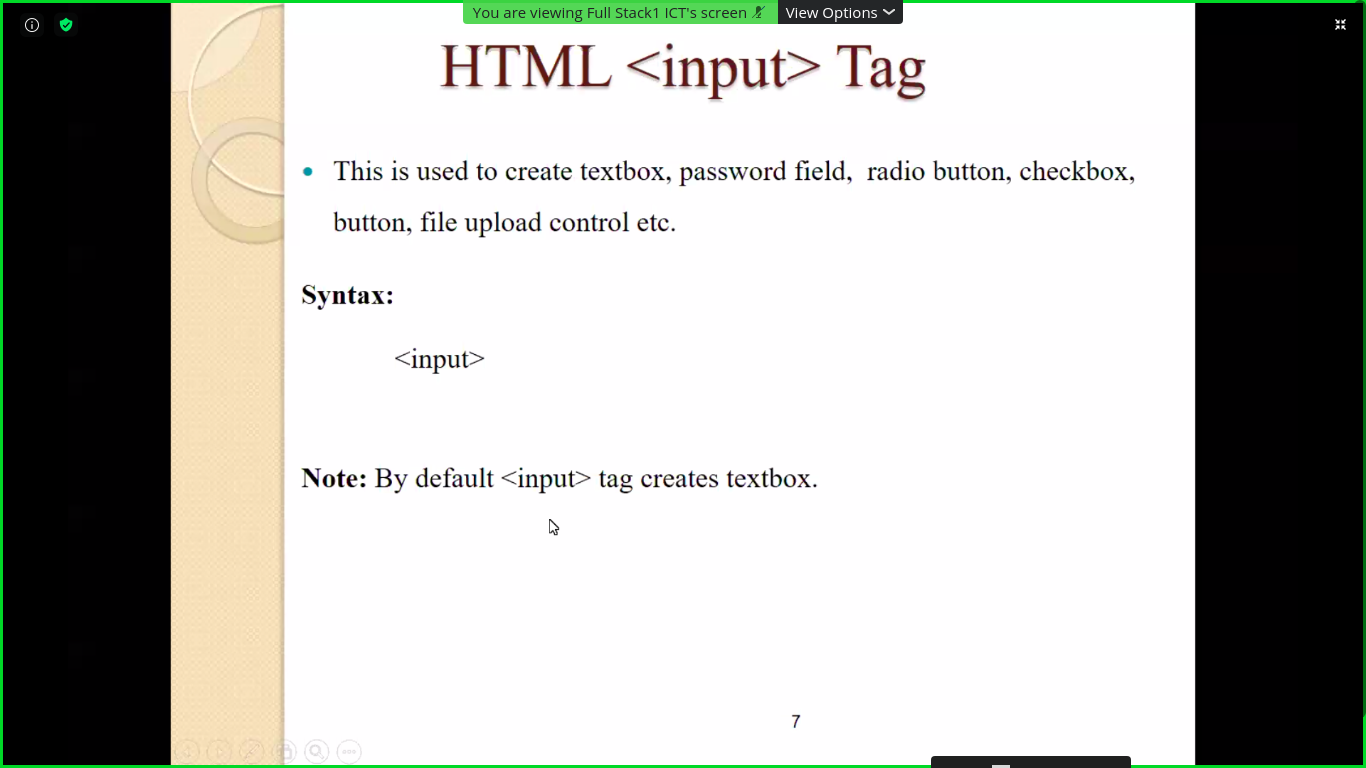 You are viewing Full Stack1 ICT's screen View Options
HTML <input> Tag
This is used to create textbox, password field, radio button, checkbox,
button, file upload control etc.
Syntax:
<input>
Note: By default <input> tag creates textbox.
7